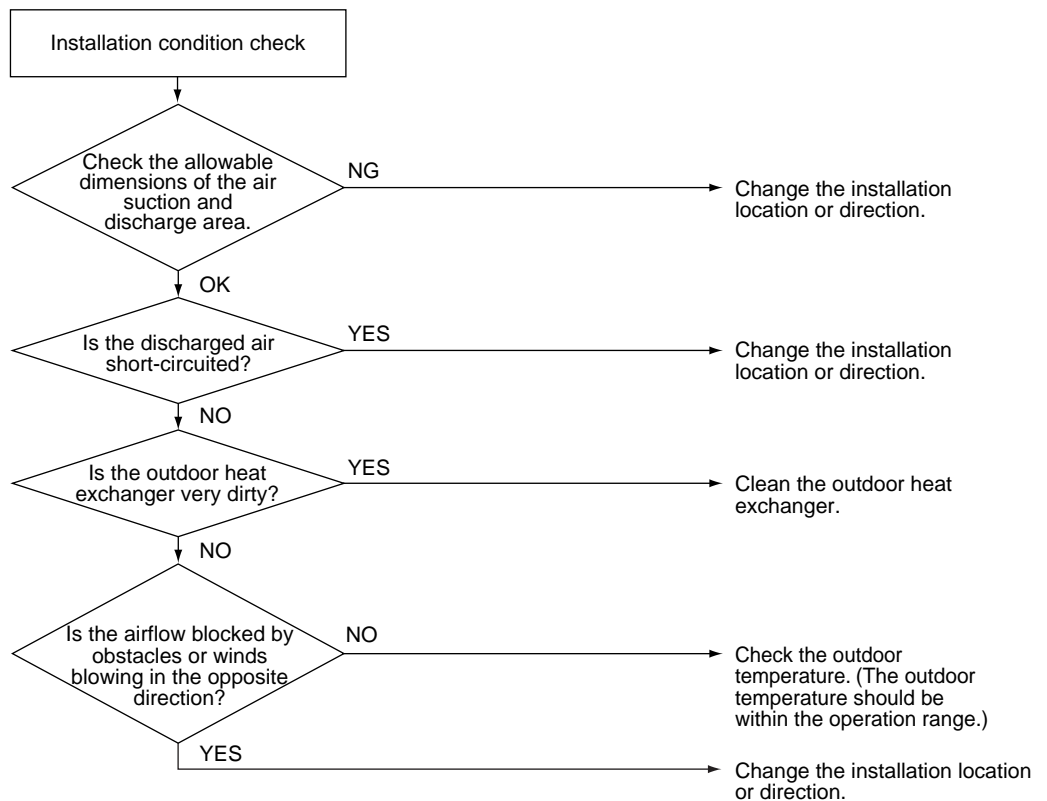 Installation condition check
Check the allowable
dimensions of the air
suction and
discharge area.
NG
Change the installation
location or direction.
OK
Is the discharged air
short-circuited?
YES
Change the installation
location or direction.
NO
Is the outdoor heat
exchanger very dirty?
YES
Clean the outdoor heat
exchanger.
NO
Is the airflow blocked by
obstacles or winds
blowing in the opposite
direction?
NO
Check the outdoor
temperature. (The outdoor
temperature should be
within the operation range.)
YES
Change the installation location
or direction.